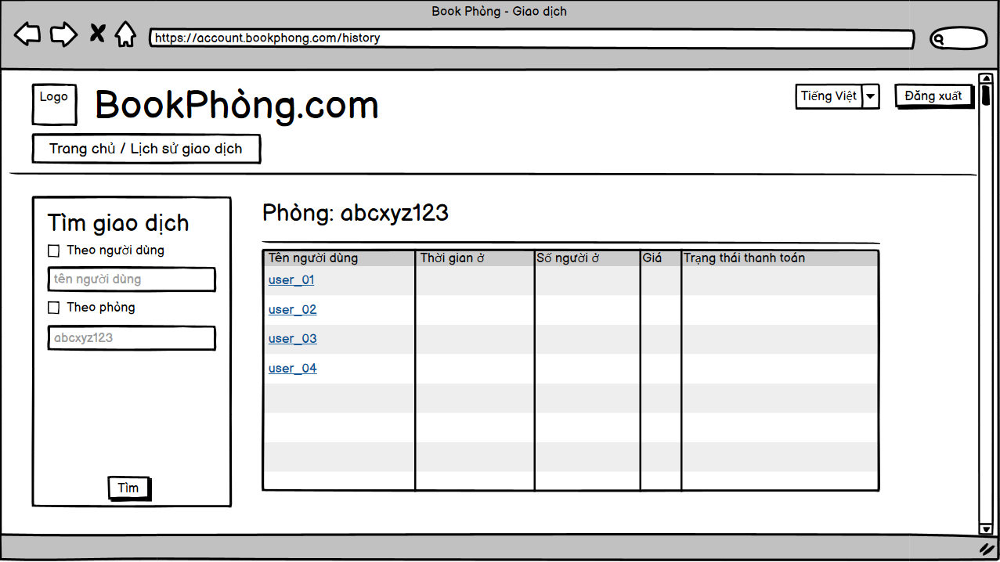 Book Phòng - Giao dịch
https://account.bookphong.com/history
Logo
BookPhòng.com
Tiếng Việt
Đăng xuất
Trang chủ / Lịch sử giao dịch
Tìm giao dịch
Theo người dùng
tên người dùng
Theo phòng
abcxyz123
Tìm
Phòng: abcxyz123
Tên người dùng Thời gian ở Số người ở Giá Trạng thái thanh toán
user_01
user_02
user_03
user_04